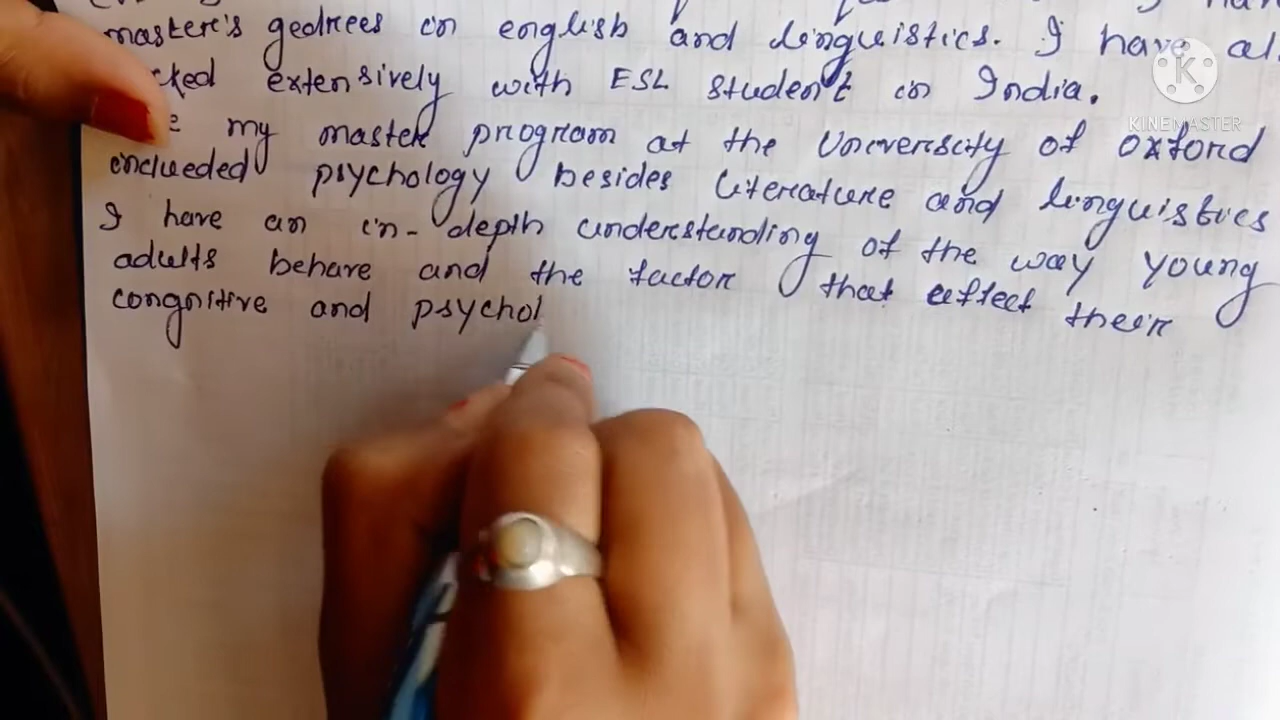 master's gedrees in english and linguistics. I have al
cked extensively with ESL student in India.
my master program at the University of oxford
inclueded psychology besides literature and linguistics
I have an in-depth understanding of the way young
adults behave and the factor that effect their
congnitive and psychol
KINEMASTER